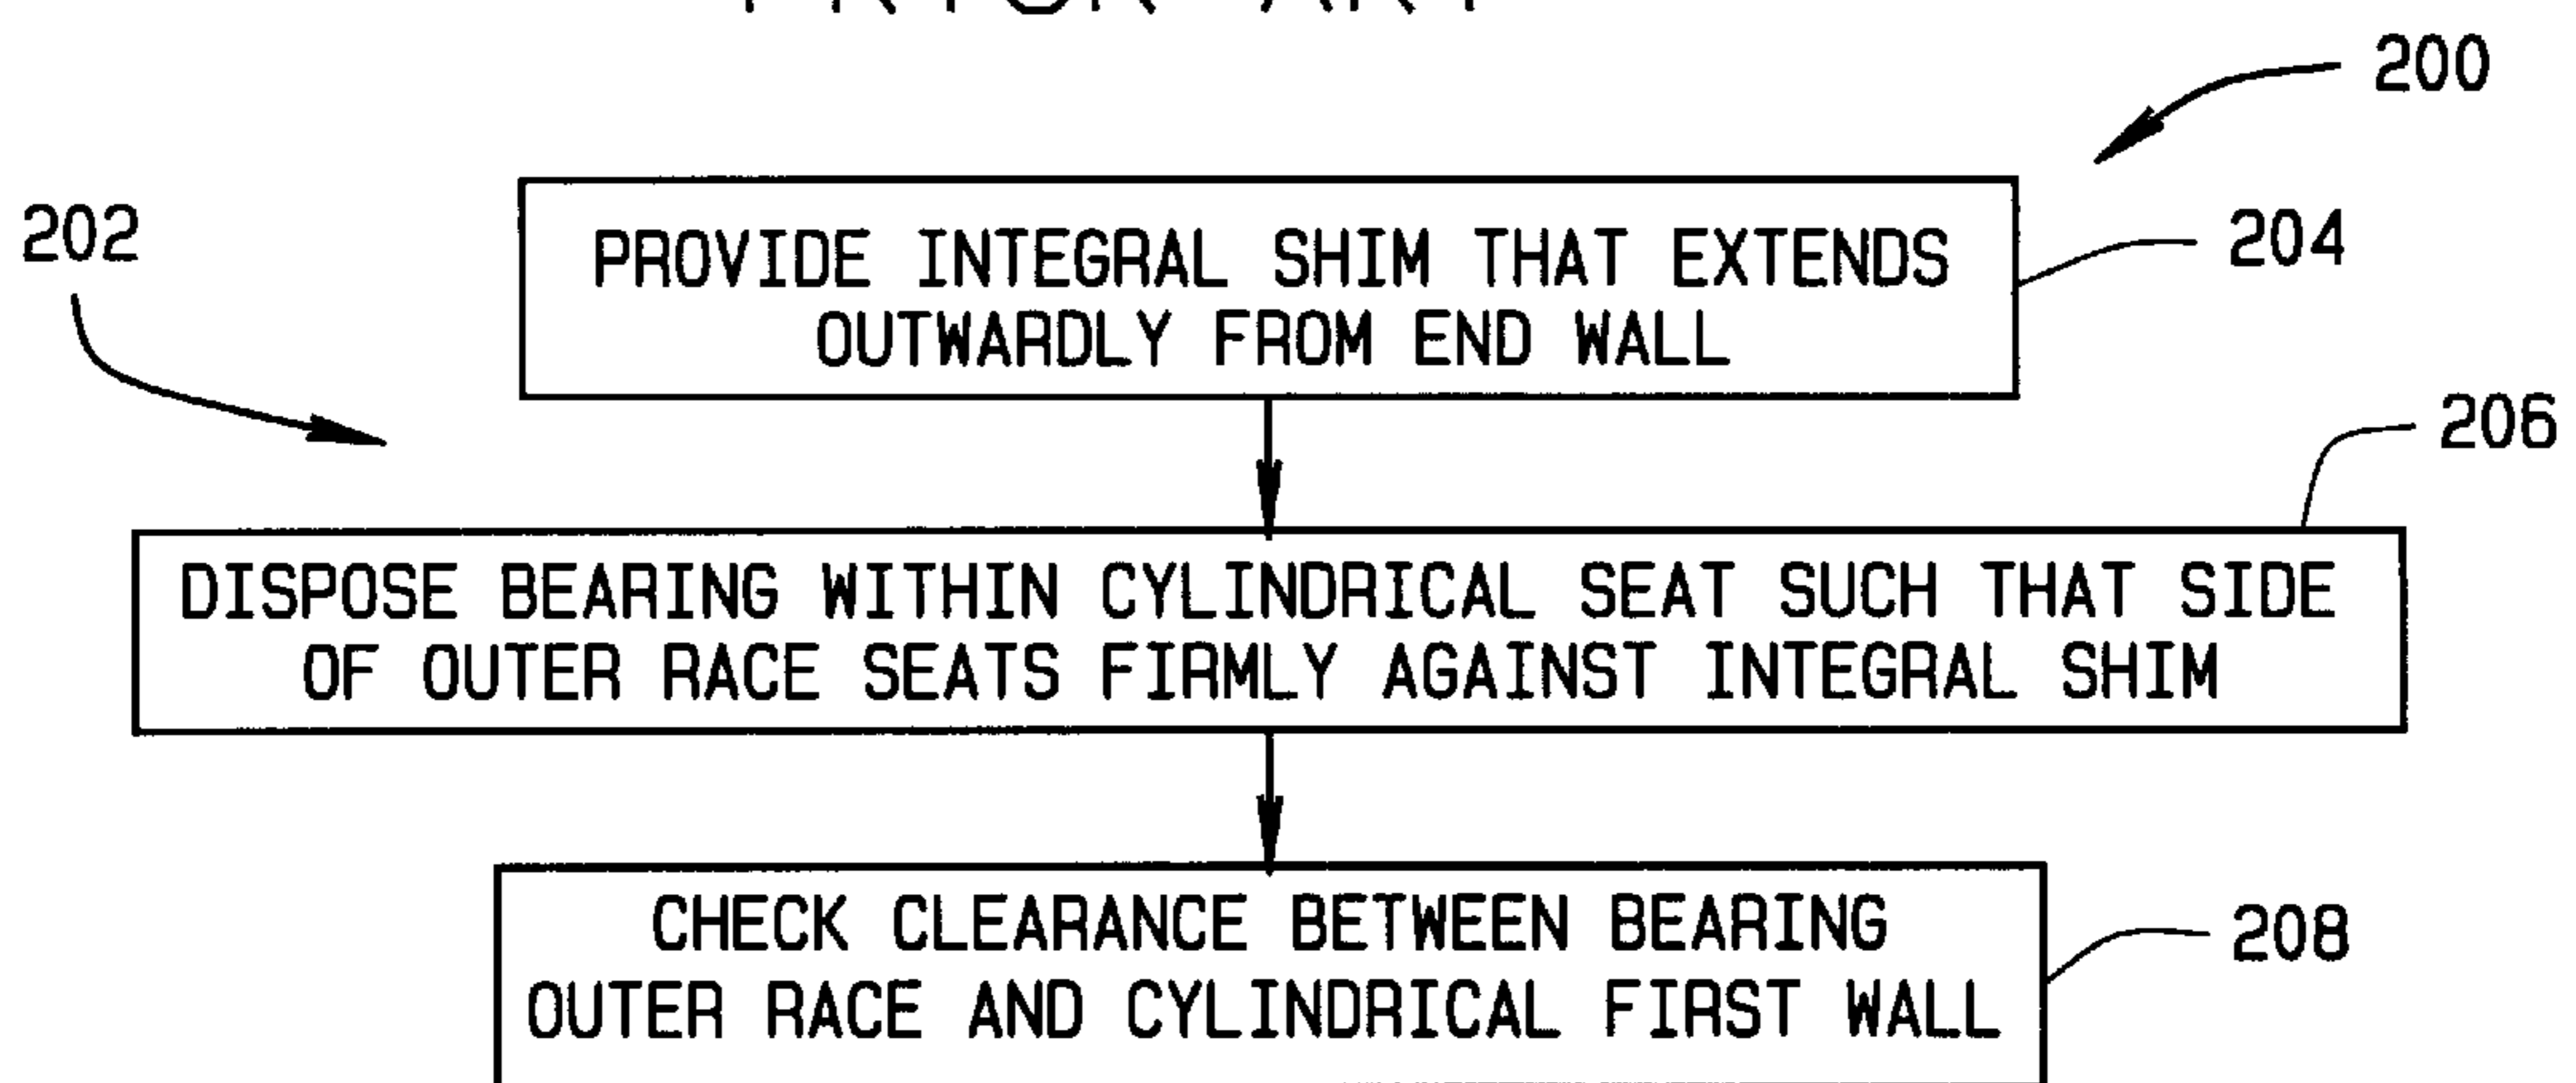 PRIOR ART
200
202
PROVIDE INTEGRAL SHIM THAT EXTENDS
OUTWARDLY FROM END WALL
204
206
DISPOSE BEARING WITHIN CYLINDRICAL SEAT SUCH THAT SIDE
OF OUTER RACE SEATS FIRMLY AGAINST INTEGRAL SHIM
CHECK CLEARANCE BETWEEN BEARING
OUTER RACE AND CYLINDRICAL FIRST WALL
208